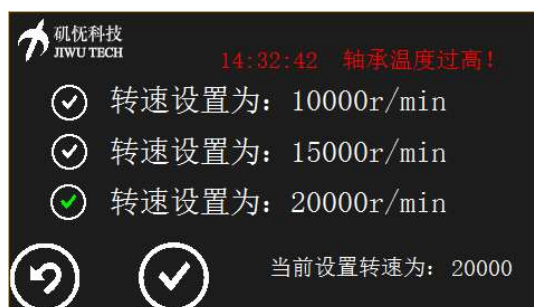 矶怃科技
JIWU TECH
14:32:42 轴承温度过高！
转速设置为：10000r/min
转速设置为：15000r/min
转速设置为：20000r/min
当前设置转速为：20000